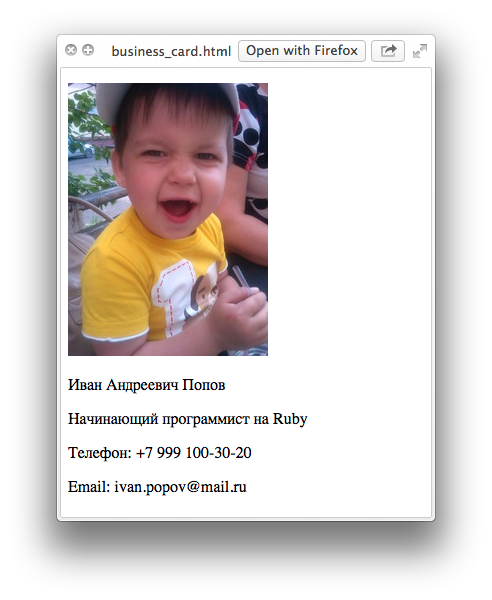 business_card.html
Open with Firefox
Иван Андреевич Попов
Начинающий программист на Ruby
Телефон: +7 999 100-30-20
Email: ivan.popov@mail.ru